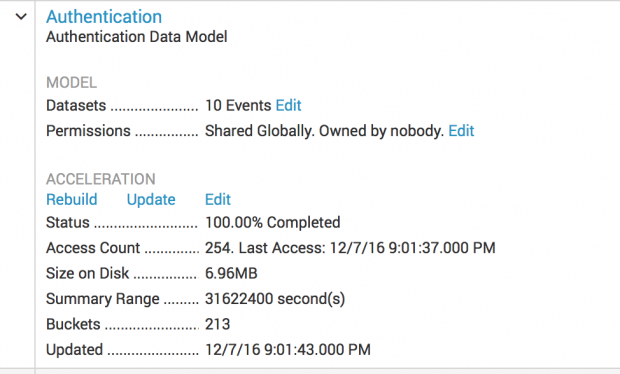 Authentication
Authentication Data Model
MODEL
Datasets ...................... 10 Events Edit
Permissions ................ Shared Globally. Owned by nobody. Edit
ACCELERATION
Rebuild Update Edit
Status .......................... 100.00% Completed
Access Count .............. 254. Last Access: 12/7/16 9:01:37.000 PM
Size on Disk ................ 6.96MB
Summary Range ......... 31622400 second(s)
Buckets ....................... 213
Updated ....................... 12/7/16 9:01:43.000 PM